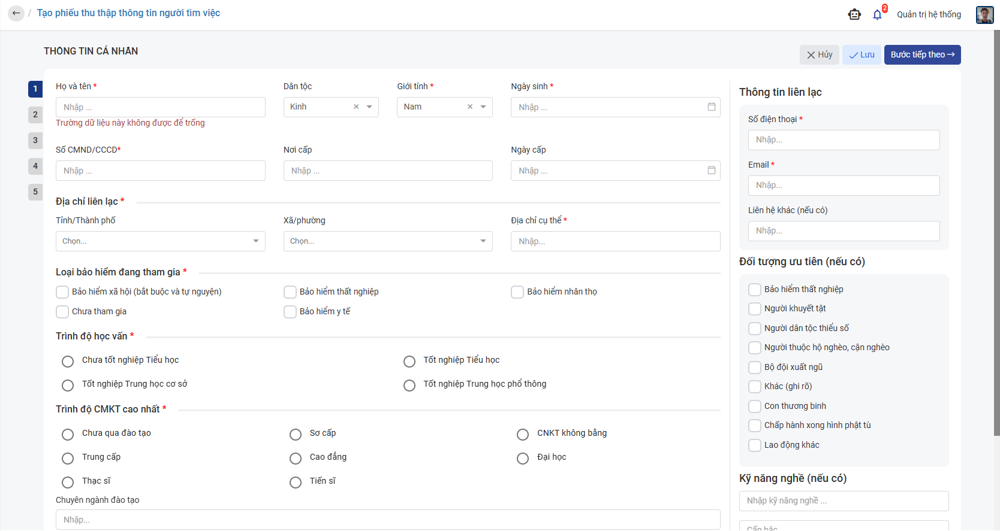 / Tạo phiếu thu thập thông tin người tìm việc
2
Quản trị hệ thống
THÔNG TIN CÁ NHÂN
Hủy
Lưu
Bước tiếp theo →
1
2
3
4
5
Họ và tên *
Nhập ...
Trường dữ liệu này không được để trống
Dân tộc
Kinh
Giới tính *
Nam
Ngày sinh *
Nhập ...
Số CMND/CCCD*
Nhập ...
Nơi cấp
Nhập ...
Ngày cấp
Nhập ...
Địa chỉ liên lạc *
Tỉnh/Thành phố
Chọn...
Xã/phường
Chọn...
Địa chỉ cụ thể *
Nhập...
Loại bảo hiểm đang tham gia *
Bảo hiểm xã hội (bắt buộc và tự nguyện)
Bảo hiểm thất nghiệp
Bảo hiểm nhân thọ
Chưa tham gia
Bảo hiểm y tế
Trình độ học vấn *
Chưa tốt nghiệp Tiểu học
Tốt nghiệp Tiểu học
Tốt nghiệp Trung học cơ sở
Tốt nghiệp Trung học phổ thông
Trình độ CMKT cao nhất *
Chưa qua đào tạo
Sơ cấp
CNKT không bằng
Trung cấp
Cao đẳng
Đại học
Thạc sĩ
Tiến sĩ
Chuyên ngành đào tạo
Nhập...
Thông tin liên lạc
Số điện thoại *
Nhập...
Email *
Nhập...
Liên hệ khác (nếu có)
Nhập...
Đối tượng ưu tiên (nếu có)
Bảo hiểm thất nghiệp
Người khuyết tật
Người dân tộc thiểu số
Người thuộc hộ nghèo, cận nghèo
Bộ đội xuất ngũ
Khác (ghi rõ)
Con thương binh
Chấp hành xong hình phật tù
Lao động khác
Kỹ năng nghề (nếu có)
Nhập kỹ năng nghề ...
Cấp bậc